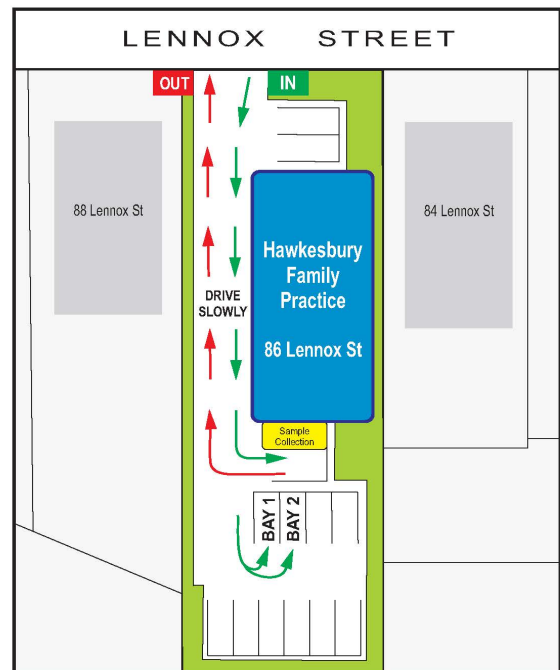 LENNOX STREET
OUT
IN
88 Lennox St
84 Lennox St
Hawkesbury
Family
Practice
86 Lennox St
DRIVE
SLOWLY
Sample
Collection
BAY 1
BAY 2